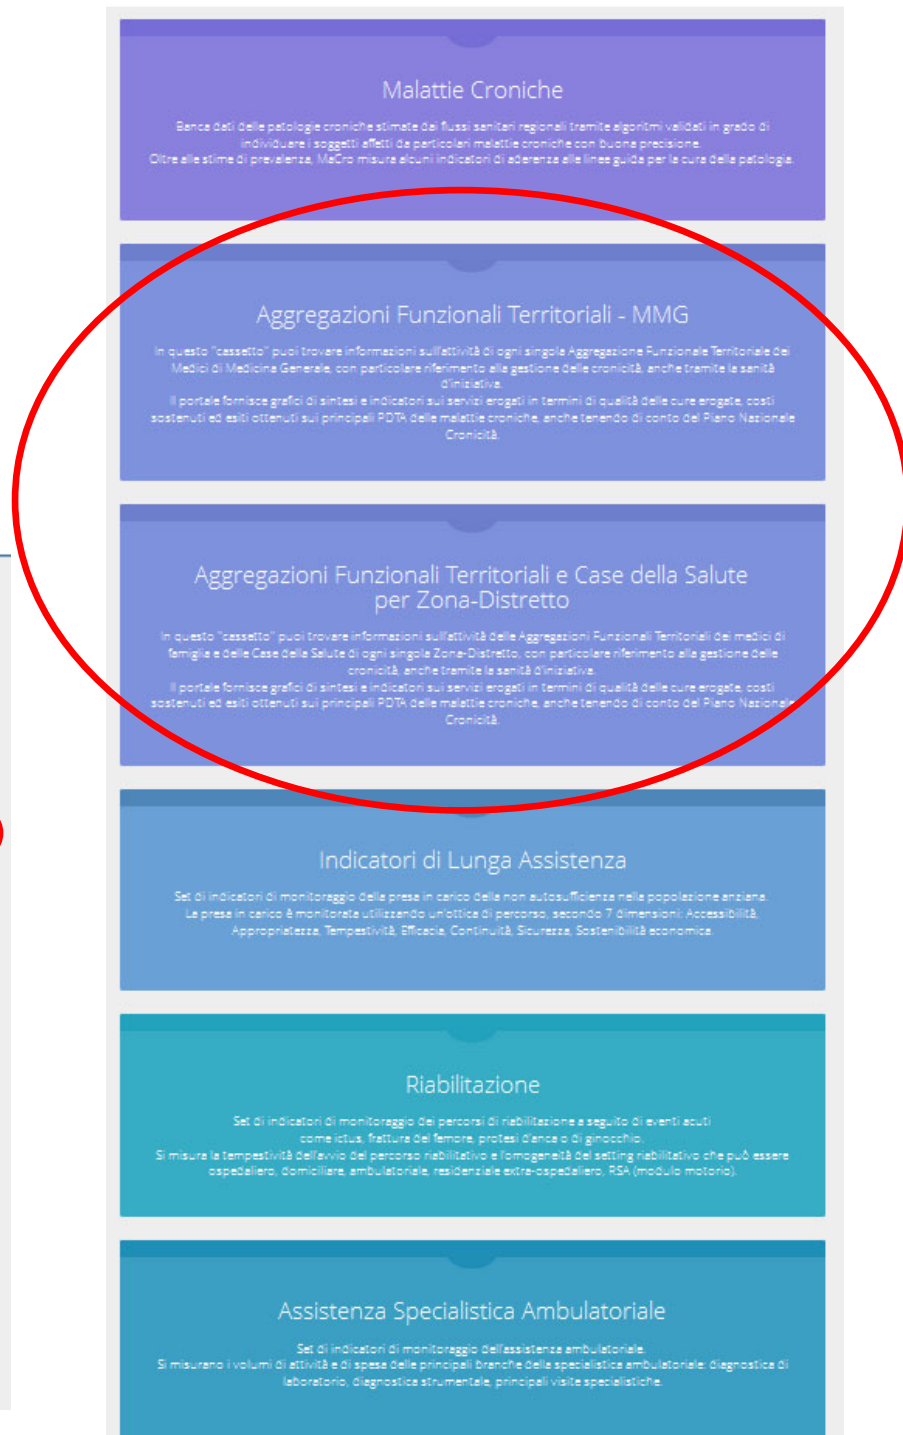 Malattie Croniche
Banca dati delle patologie croniche stimate dai flussi sanitari regionali tramite algoritmi validati in grado di
individuare i soggetti affetti da particolari malattie croniche con buona precisione.
Oltre alle stime di prevalenza, MaCro misura alcuni indicatori di aderenza alle linee guida per la cura della patologia.
Aggregazioni Funzionali Territoriali - MMG
In questo "cassetto" puoi trovare informazioni sull'attività di ogni singola Aggregazione Funzionale Territoriale dei
Medici di Medicina Generale, con particolare riferimento alla gestione delle cronicità, anche tramite la sanità
d'iniziativa.
Il portale fornisce grafici di sintesi e indicatori sui servizi erogati in termini di qualità delle cure erogate, costi
sostenuti ed esiti ottenuti sui principali PDTA delle malattie croniche, anche tenendo di conto del Piano Nazionale
Cronicità.
Aggregazioni Funzionali Territoriali e Case della Salute
per Zona-Distretto
In questo "cassetto" puoi trovare informazioni sull'attività delle Aggregazioni Funzionali Territoriali dei medici di
famiglia e delle Case della Salute di ogni singola Zona-Distretto, con particolare riferimento alla gestione delle
cronicità, anche tramite la sanità d'iniziativa.
Il portale fornisce grafici di sintesi e indicatori sui servizi erogati in termini di qualità delle cure erogate, costi
sostenuti ed esiti ottenuti sui principali PDTA delle malattie croniche, anche tenendo di conto del Piano Nazionale
Cronicità.
Indicatori di Lunga Assistenza
Set di indicatori di monitoraggio della presa in carico della non autosufficienza nella popolazione anziana.
La presa in carico è monitorata utilizzando un'ottica di percorso, secondo 7 dimensioni: Accessibilità,
Appropriatezza, Tempestività, Efficacia, Continuità, Sicurezza, Sostenibilità economica.
Riabilitazione
Set di indicatori di monitoraggio dei percorsi di riabilitazione a seguito di eventi acuti
come ictus, frattura del femore, protesi d'anca o di ginocchio.
Si misura la tempestività dell'avvio del percorso riabilitativo e l'omogeneità del setting riabilitativo che può essere
ospedaliero, domiciliare, ambulatoriale, residenziale extra-ospedaliero, RSA (modulo motorio).
Assistenza Specialistica Ambulatoriale
Set di indicatori di monitoraggio dell'assistenza ambulatoriale.
Si misurano i volumi di attività e di spesa delle principali branche della specialistica ambulatoriale: diagnostica di
laboratorio, diagnostica strumentale, principali visite specialistiche.